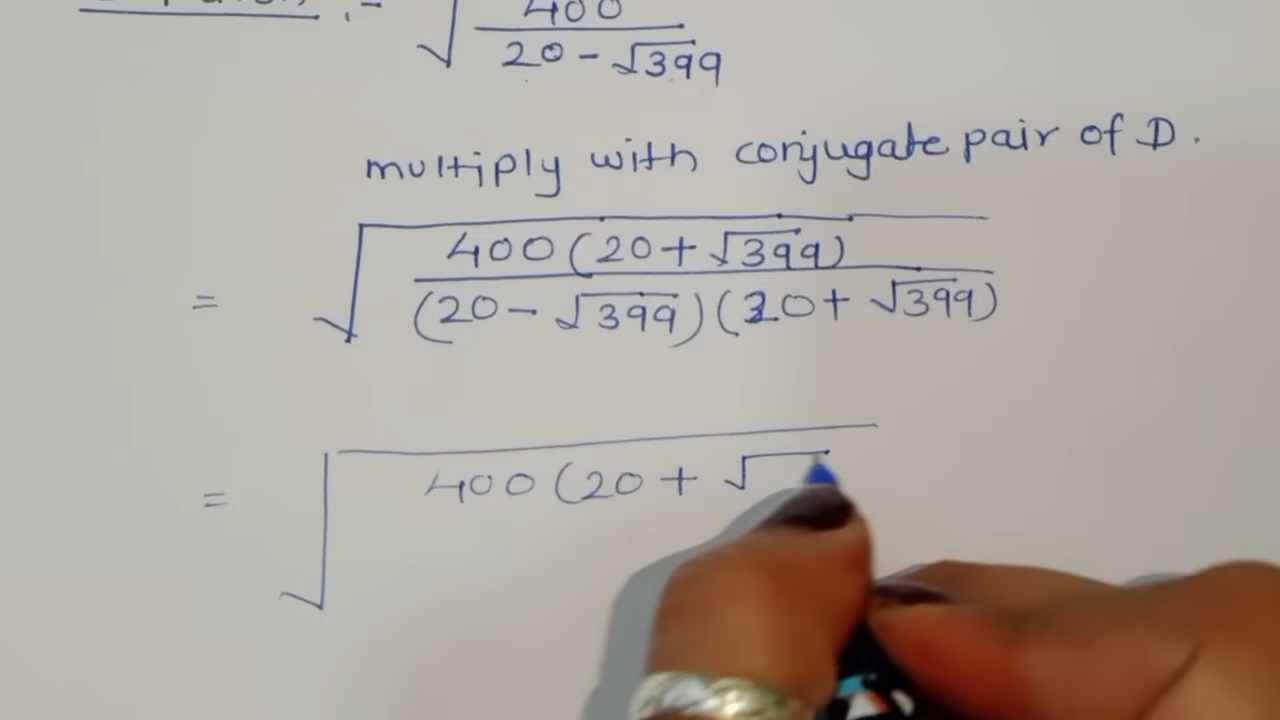 :- √(400 / (20 - √399))
multiply with conjugate pair of D.
= √(400(20+√399) / (20-√399)(20+√399))
= √(400(20+√